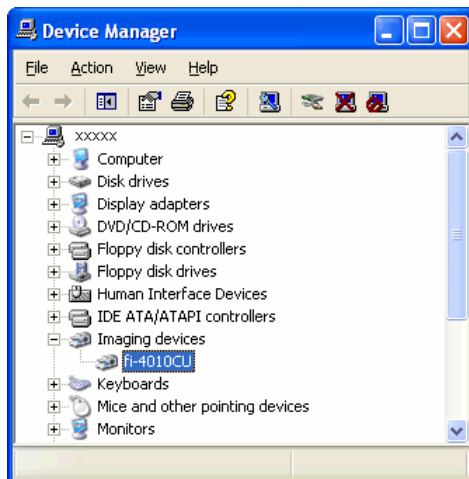 Device Manager
File Action View Help
xxxxx
Computer
Disk drives
Display adapters
DVD/CD-ROM drives
Floppy disk controllers
Floppy disk drives
Human Interface Devices
IDE ATA/ATAPI controllers
Imaging devices
fi-4010CU
Keyboards
Mice and other pointing devices
Monitors